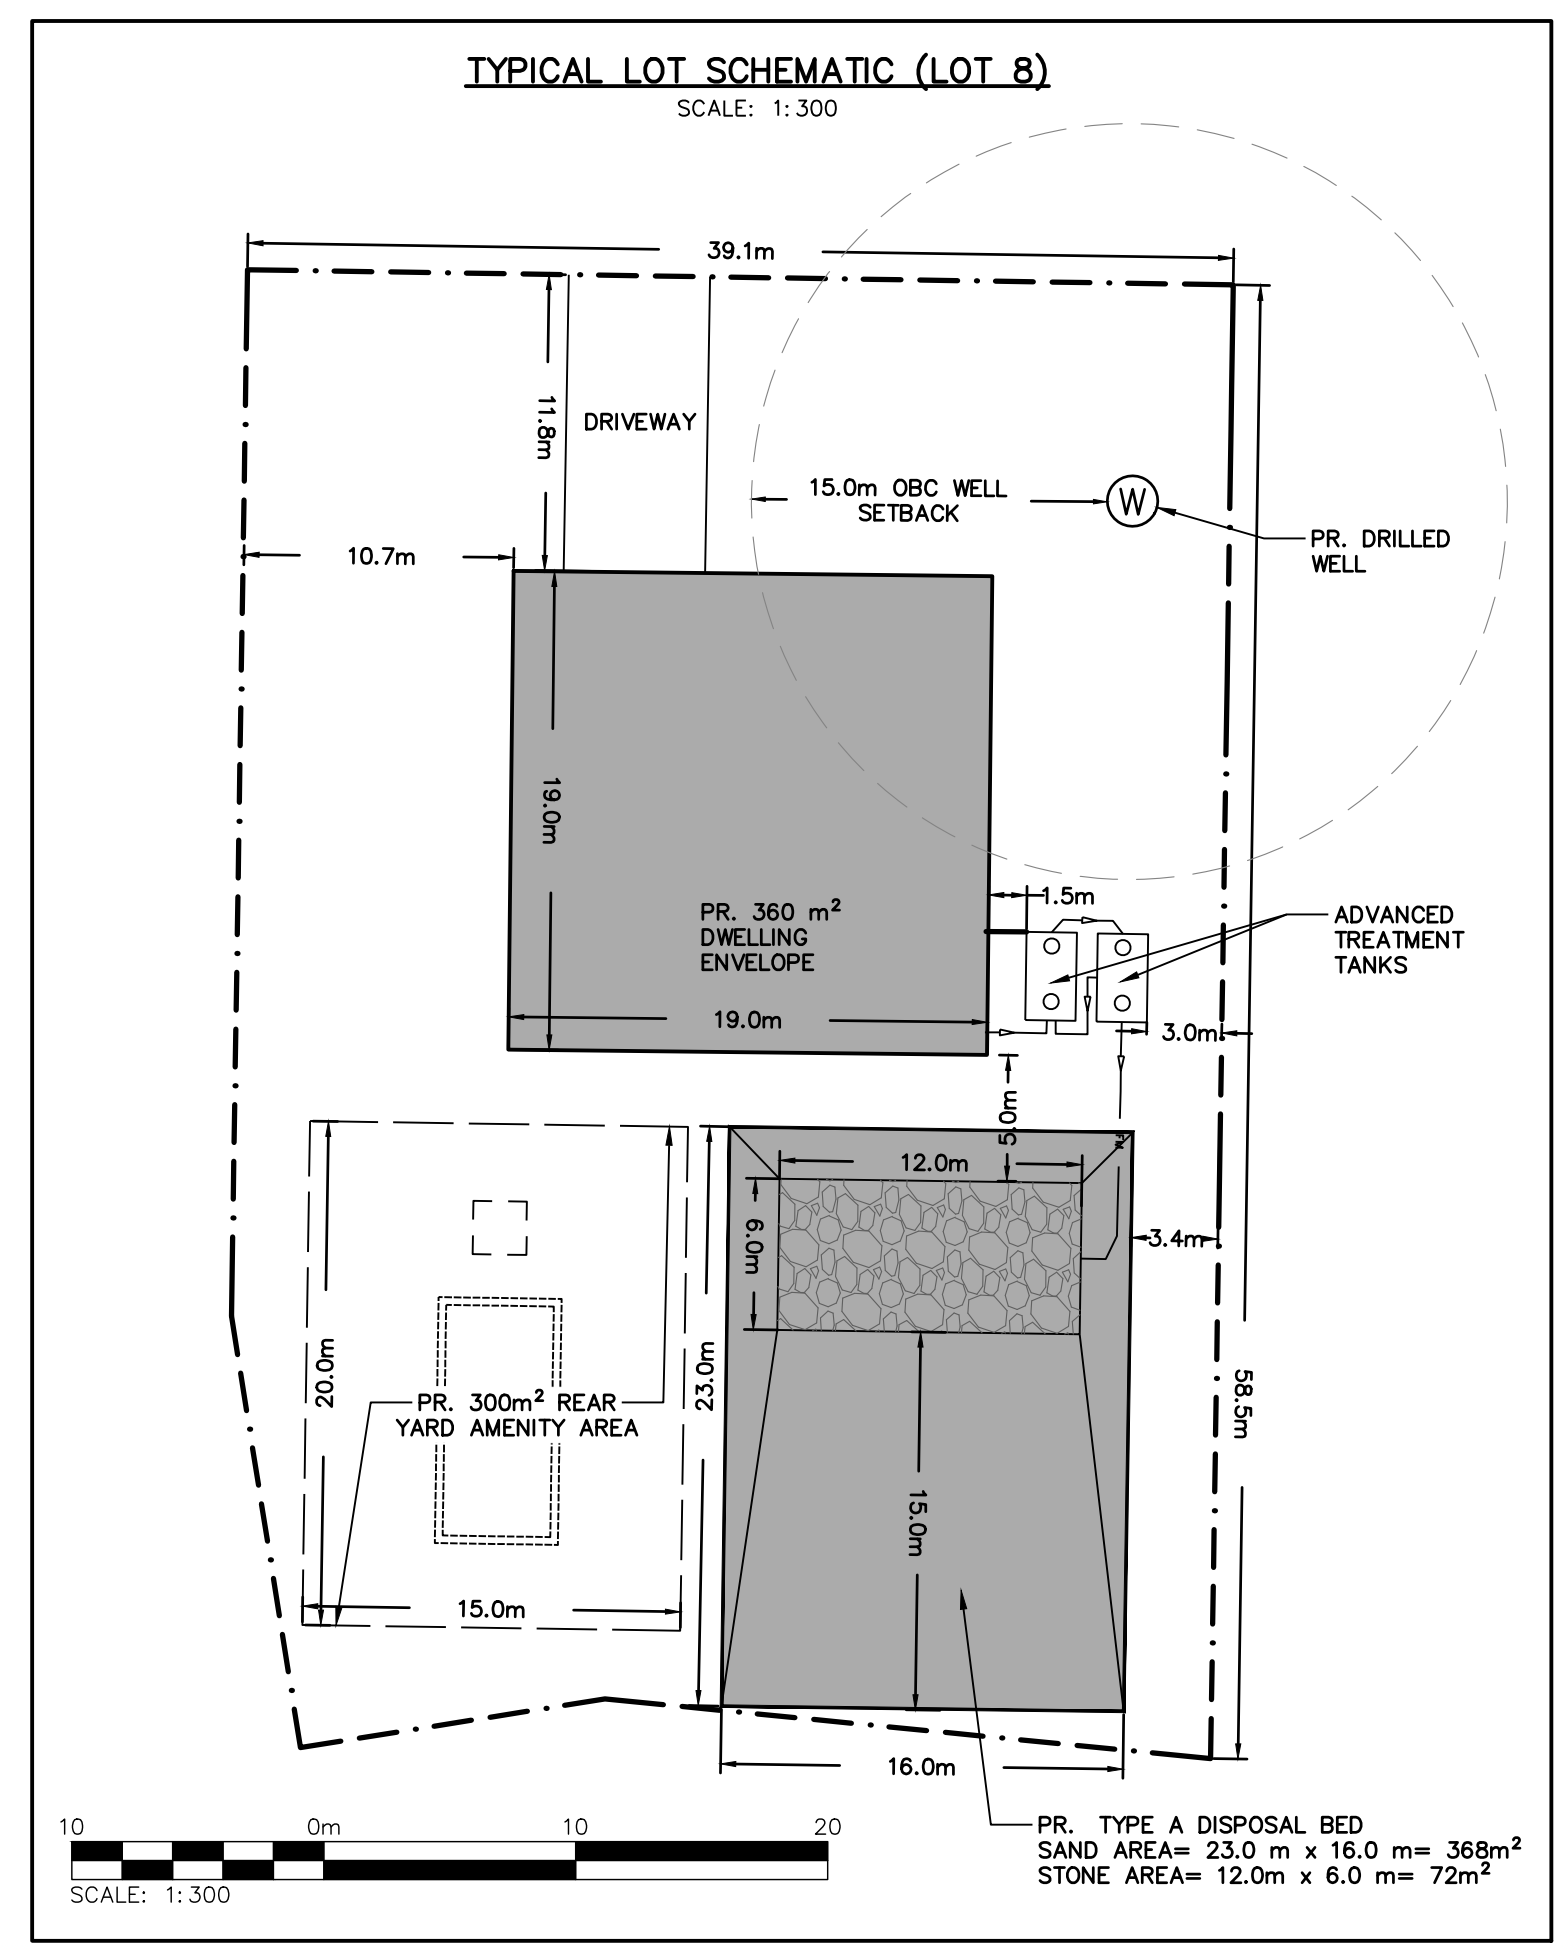 TYPICAL LOT SCHEMATIC (LOT 8)
SCALE: 1:300
39.1m
11.8m
DRIVEWAY
15.0m OBC WELL
SETBACK
W
PR. DRILLED
WELL
10.7m
19.0m
PR. 360 m²
DWELLING
ENVELOPE
19.0m
1.5m
ADVANCED
TREATMENT
TANKS
3.0m
5.0m
FM
12.0m
6.0m
3.4m
20.0m
23.0m
58.5m
PR. 300m² REAR
YARD AMENITY AREA
15.0m
15.0m
16.0m
PR. TYPE A DISPOSAL BED
SAND AREA= 23.0 m x 16.0 m= 368m²
STONE AREA= 12.0m x 6.0 m= 72m²
10 0m 10 20
SCALE: 1:300